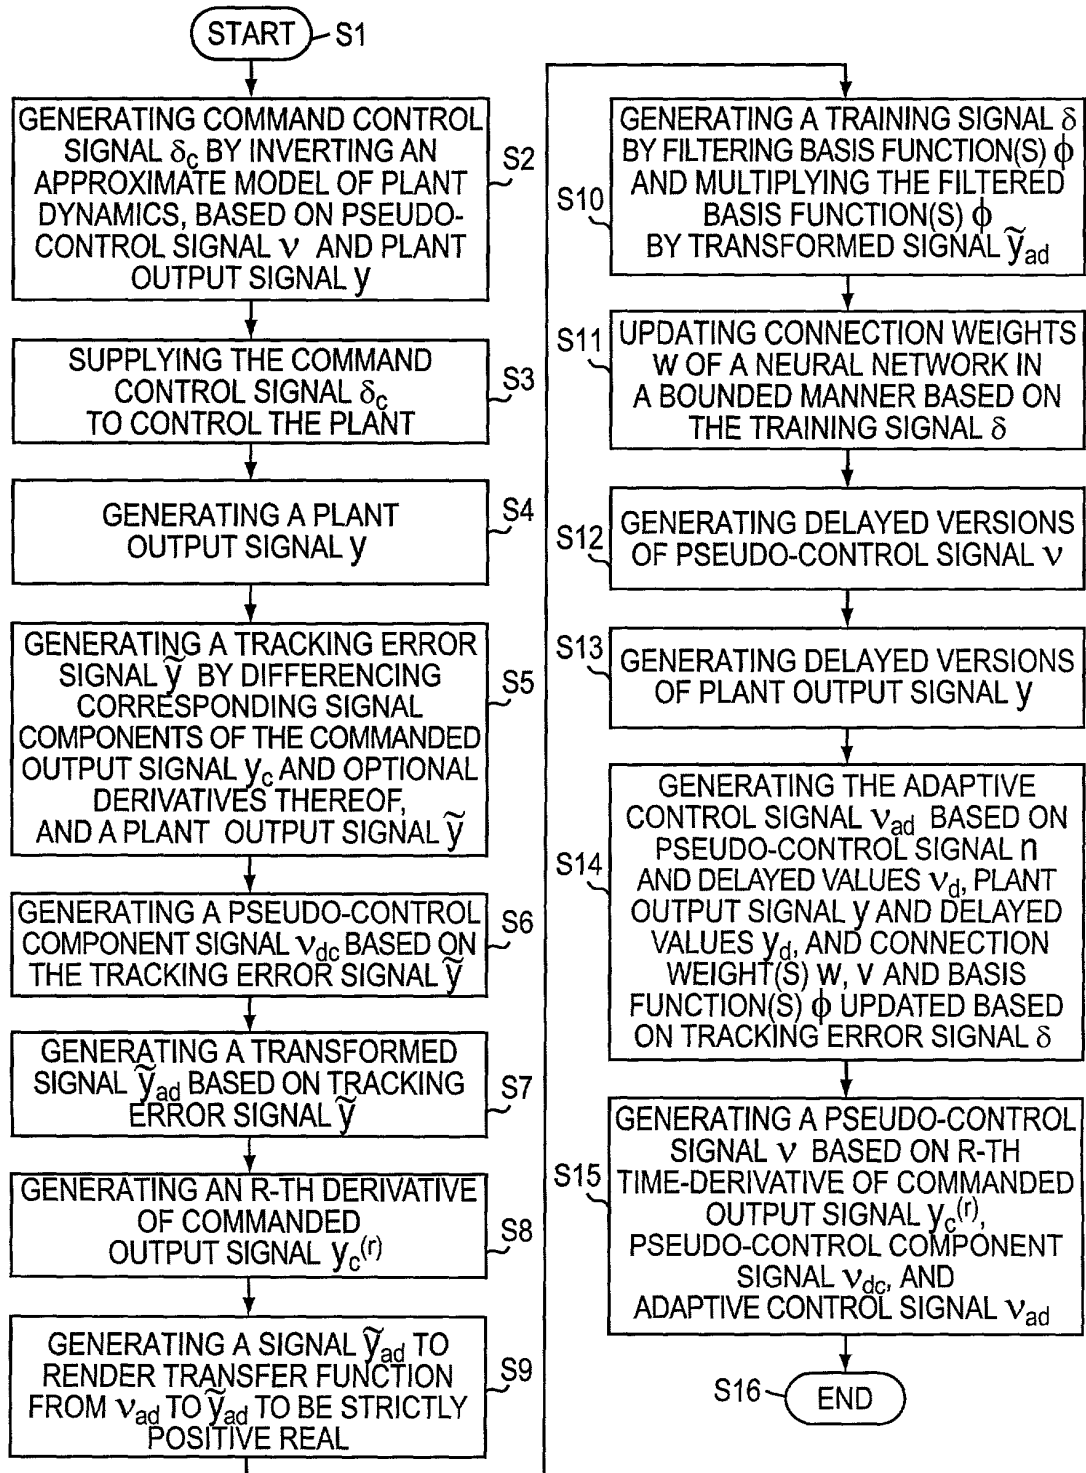 START
S1
GENERATING COMMAND CONTROL
SIGNAL δc BY INVERTING AN
APPROXIMATE MODEL OF PLANT
DYNAMICS, BASED ON PSEUDO-
CONTROL SIGNAL ν AND PLANT
OUTPUT SIGNAL y
S2
SUPPLYING THE COMMAND
CONTROL SIGNAL δc
TO CONTROL THE PLANT
S3
GENERATING A PLANT
OUTPUT SIGNAL y
S4
GENERATING A TRACKING ERROR
SIGNAL ỹ BY DIFFERENCING
CORRESPONDING SIGNAL
COMPONENTS OF THE COMMANDED
OUTPUT SIGNAL yc AND OPTIONAL
DERIVATIVES THEREOF,
AND A PLANT OUTPUT SIGNAL ỹ
S5
GENERATING A PSEUDO-CONTROL
COMPONENT SIGNAL νdc BASED ON
THE TRACKING ERROR SIGNAL ỹ
S6
GENERATING A TRANSFORMED
SIGNAL ỹad BASED ON TRACKING
ERROR SIGNAL ỹ
S7
GENERATING AN R-TH DERIVATIVE
OF COMMANDED
OUTPUT SIGNAL yc(r)
S8
GENERATING A SIGNAL ỹad TO
RENDER TRANSFER FUNCTION
FROM νad TO ỹad TO BE STRICTLY
POSITIVE REAL
S9
GENERATING A TRAINING SIGNAL δ
BY FILTERING BASIS FUNCTION(S) ϕ
AND MULTIPLYING THE FILTERED
BASIS FUNCTION(S) ϕ
BY TRANSFORMED SIGNAL ỹad
S10
UPDATING CONNECTION WEIGHTS
W OF A NEURAL NETWORK IN
A BOUNDED MANNER BASED ON
THE TRAINING SIGNAL δ
S11
GENERATING DELAYED VERSIONS
OF PSEUDO-CONTROL SIGNAL ν
S12
GENERATING DELAYED VERSIONS
OF PLANT OUTPUT SIGNAL y
S13
GENERATING THE ADAPTIVE
CONTROL SIGNAL νad BASED ON
PSEUDO-CONTROL SIGNAL n
AND DELAYED VALUES νd, PLANT
OUTPUT SIGNAL y AND DELAYED
VALUES yd, AND CONNECTION
WEIGHT(S) W, V AND BASIS
FUNCTION(S) ϕ UPDATED BASED
ON TRACKING ERROR SIGNAL δ
S14
GENERATING A PSEUDO-CONTROL
SIGNAL ν BASED ON R-TH
TIME-DERIVATIVE OF COMMANDED
OUTPUT SIGNAL yc(r),
PSEUDO-CONTROL COMPONENT
SIGNAL νdc, AND
ADAPTIVE CONTROL SIGNAL νad
S15
S16
END